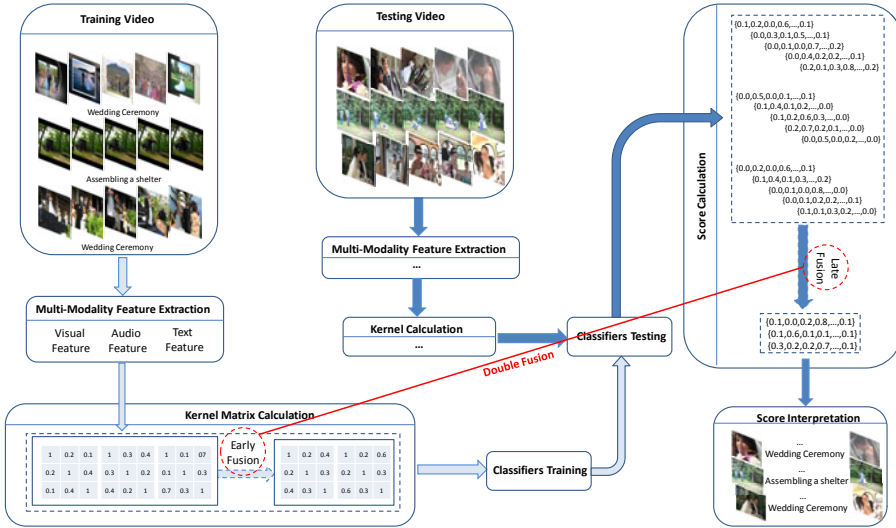 Training Video
Wedding Ceremony
Assembling a shelter
Wedding Ceremony
Multi-Modality Feature Extraction
Visual Audio Text
Feature Feature Feature
Testing Video
Multi-Modality Feature Extraction
...
Kernel Calculation
...
Classifiers Testing
Double Fusion
Kernel Matrix Calculation
1 0.2 0.1 1 0.3 0.4 1 0.1 07
0.2 1 0.4 0.3 1 0.2 0.1 1 0.3
0.1 0.4 1 0.4 0.2 1 0.7 0.3 1
Early
Fusion
1 0.2 0.4 1 0.2 0.6
0.2 1 0.3 0.2 1 0.3
0.4 0.3 1 0.6 0.3 1
Classifiers Training
Score Calculation
{0.1,0.2,0.0,0.6,...,0.1}
{0.0,0.3,0.1,0.5,...,0.1}
{0.0,0.1,0.0,0.7,...,0.2}
{0.0,0.4,0.2,0.2,...,0.1}
{0.2,0.1,0.3,0.8,...,0.2}
{0.0,0.5,0.0,0.1,...,0.1}
{0.1,0.4,0.1,0.2,...,0.0}
{0.1,0.2,0.6,0.3,...,0.0}
{0.2,0.7,0.2,0.1,...,0.0}
{0.0,0.5,0.0,0.2,...,0.0}
{0.0,0.2,0.0,0.6,...,0.1}
{0.1,0.4,0.1,0.3,...,0.2}
{0.0,0.1,0.0,0.8,...,0.0}
{0.0,0.1,0.2,0.2,...,0.1}
{0.1,0.1,0.3,0.2,...,0.0}
Late
Fusion
{0.1,0.0,0.2,0.8,...,0.1}
{0.1,0.6,0.1,0.1,...,0.1}
{0.3,0.2,0.2,0.7,...,0.1}
Score Interpretation
...
Wedding Ceremony
...
Assembling a shelter
...
Wedding Ceremony